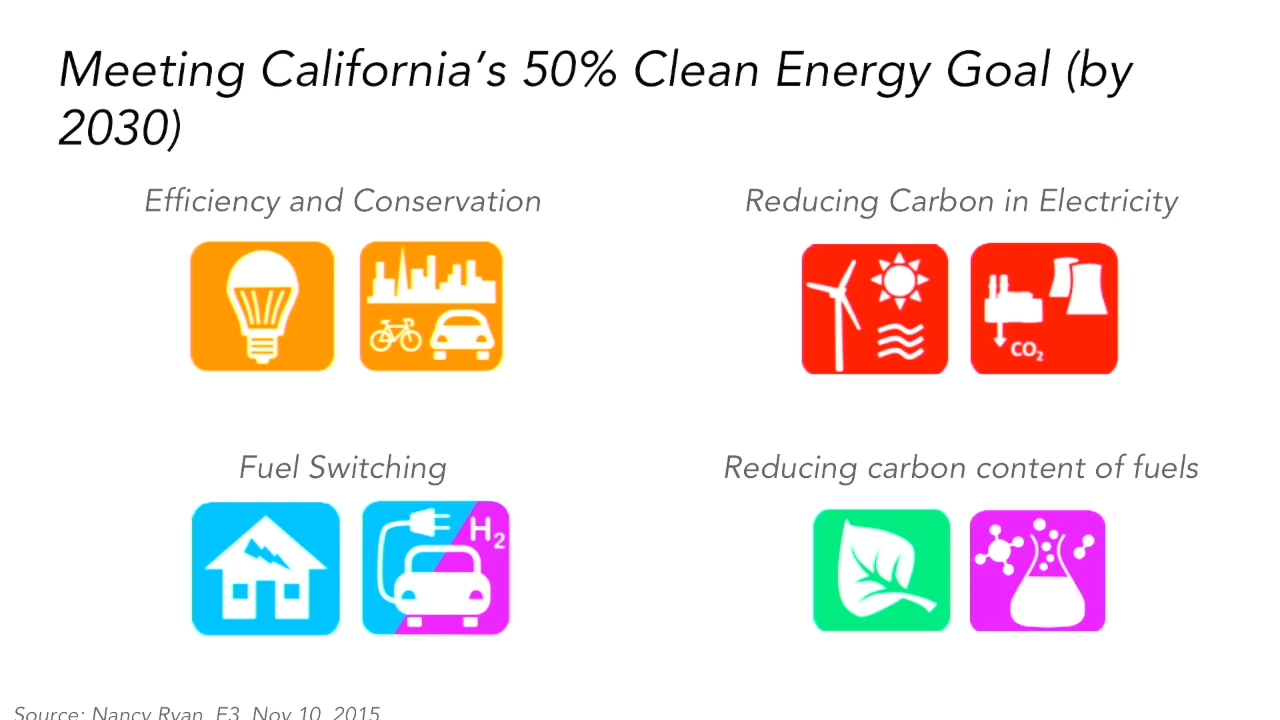 Meeting California’s 50% Clean Energy Goal (by
2030)
Efficiency and Conservation
Reducing Carbon in Electricity
CO₂
Fuel Switching
Reducing carbon content of fuels
H₂
Source: Nancy Ryan, E3, Nov 10, 2015